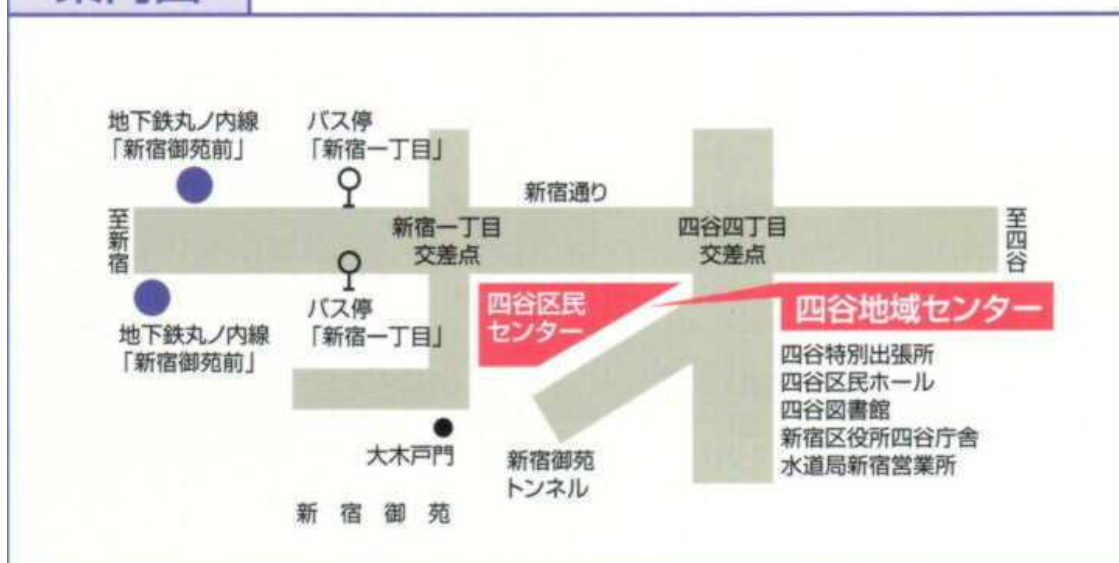 案内図
地下鉄丸ノ内線
「新宿御苑前」
バス停
「新宿一丁目」
新宿通り
至新宿
新宿一丁目
交差点
四谷四丁目
交差点
至四谷
地下鉄丸ノ内線
「新宿御苑前」
バス停
「新宿一丁目」
四谷区民
センター
四谷地域センター
四谷特別出張所
四谷区民ホール
四谷図書館
新宿区役所四谷庁舎
水道局新宿営業所
大木戸門
新宿御苑
トンネル
新宿御苑